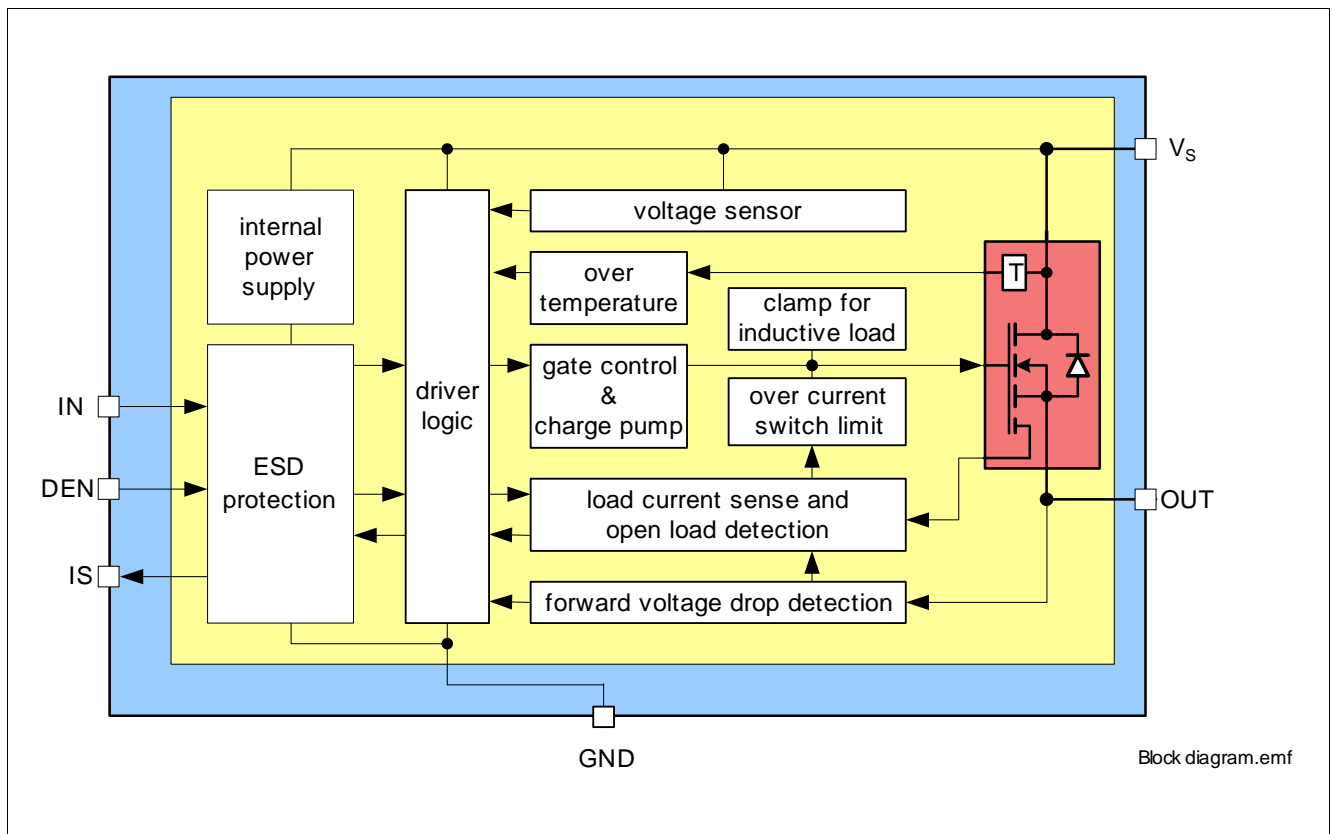 V_S
voltage sensor
internal
power
supply
over
temperature
T
clamp for
inductive load
driver
logic
gate control
&
charge pump
over current
switch limit
IN
ESD
protection
DEN
load current sense and
open load detection
OUT
IS
forward voltage drop detection
GND
Block diagram.emf